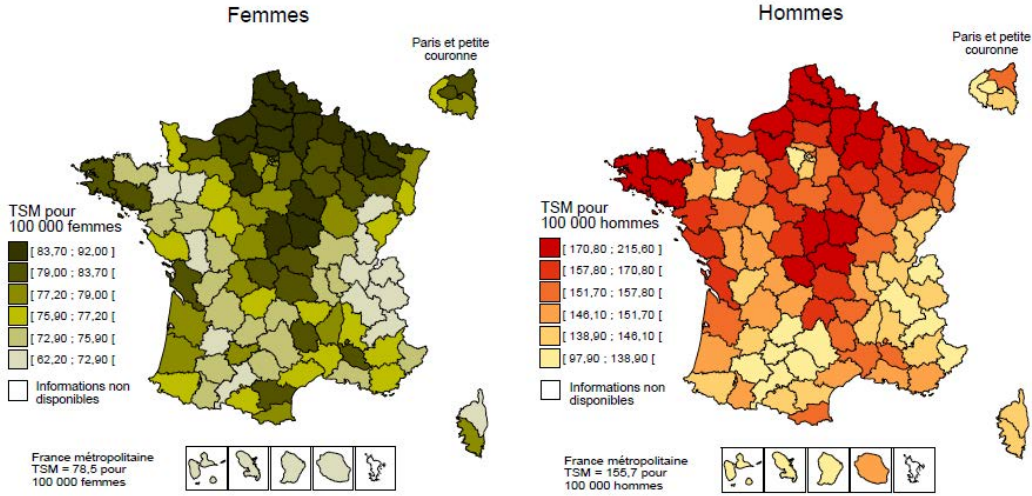 Femmes
Paris et petite
couronne
TSM pour
100 000 femmes
[ 83,70 ; 92,00 ]
[ 79,00 ; 83,70 [
[ 77,20 ; 79,00 [
[ 75,90 ; 77,20 [
[ 72,90 ; 75,90 [
[ 62,20 ; 72,90 [
Informations non
disponibles
France métropolitaine
TSM = 78,5 pour
100 000 femmes
Hommes
Paris et petite
couronne
TSM pour
100 000 hommes
[ 170,80 ; 215,60 ]
[ 157,80 ; 170,80 [
[ 151,70 ; 157,80 [
[ 146,10 ; 151,70 [
[ 138,90 ; 146,10 [
[ 97,90 ; 138,90 [
Informations non
disponibles
France métropolitaine
TSM = 155,7 pour
100 000 hommes